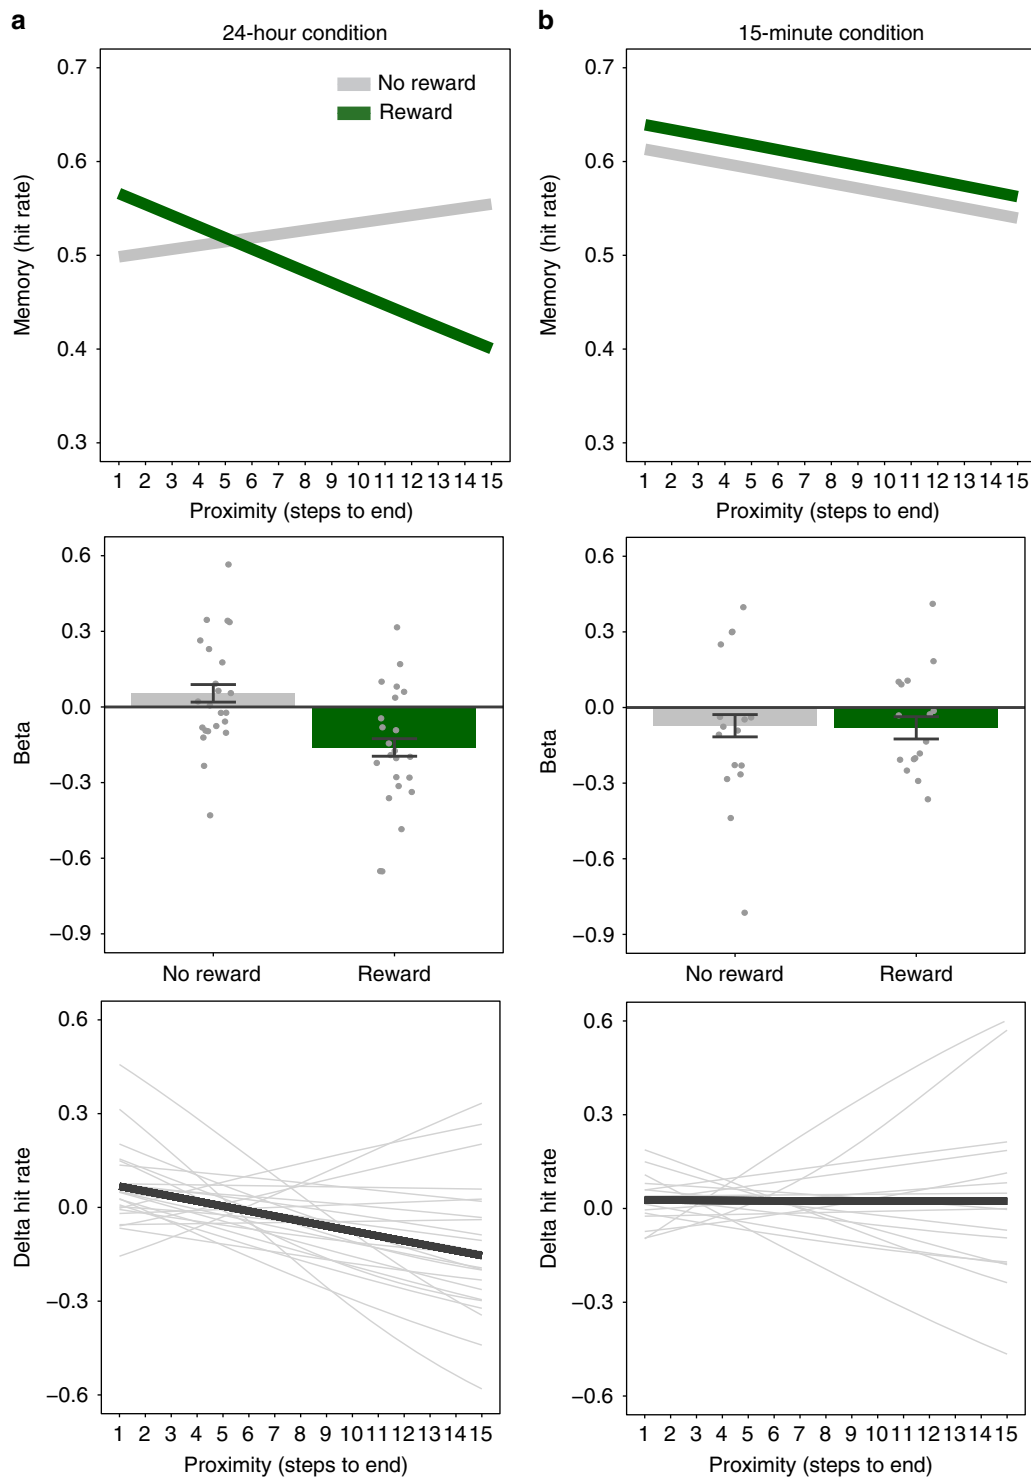 a
24-hour condition
0.7
0.6
0.5
0.4
0.3
Memory (hit rate)
No reward
Reward
1 2 3 4 5 6 7 8 9 10 11 12 13 14 15
Proximity (steps to end)
b
15-minute condition
0.7
0.6
0.5
0.4
0.3
Memory (hit rate)
1 2 3 4 5 6 7 8 9 10 11 12 13 14 15
Proximity (steps to end)
0.6
0.3
0.0
−0.3
−0.6
−0.9
Beta
No reward Reward
0.6
0.3
0.0
−0.3
−0.6
−0.9
Beta
No reward Reward
0.6
0.3
0.0
−0.3
−0.6
Delta hit rate
1 2 3 4 5 6 7 8 9 10 11 12 13 14 15
Proximity (steps to end)
0.6
0.3
0.0
−0.3
−0.6
Delta hit rate
1 2 3 4 5 6 7 8 9 10 11 12 13 14 15
Proximity (steps to end)